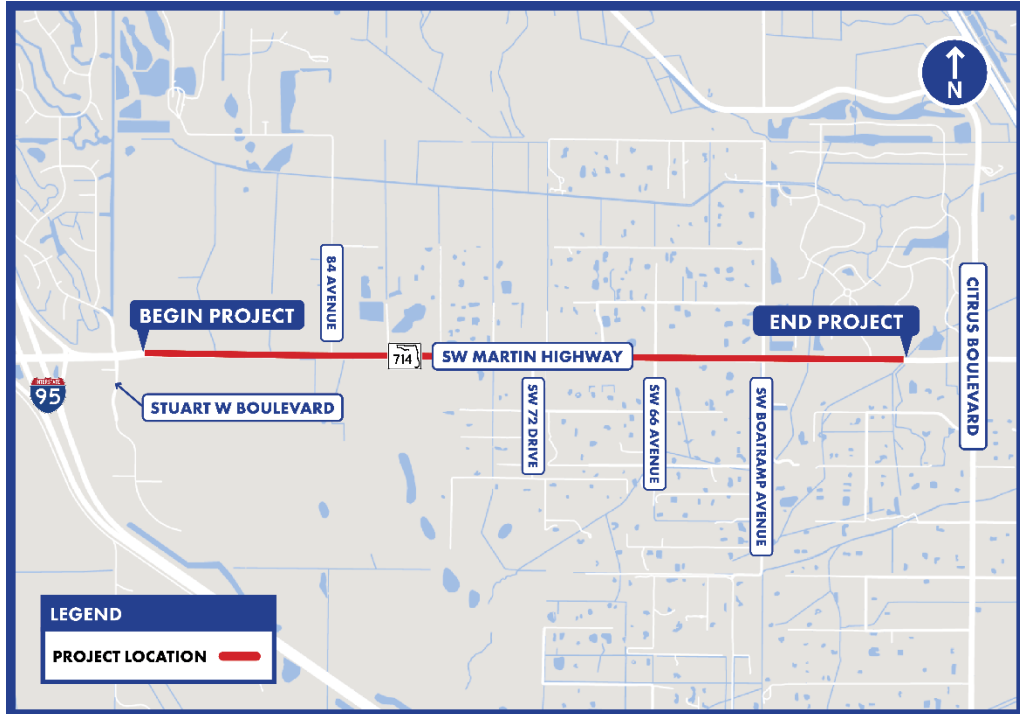 N
84 AVENUE
CITRUS BOULEVARD
BEGIN PROJECT
END PROJECT
714
SW MARTIN HIGHWAY
INTERSTATE
95
STUART W BOULEVARD
SW 72 DRIVE
SW 66 AVENUE
SW BOATRAMP AVENUE
LEGEND
PROJECT LOCATION